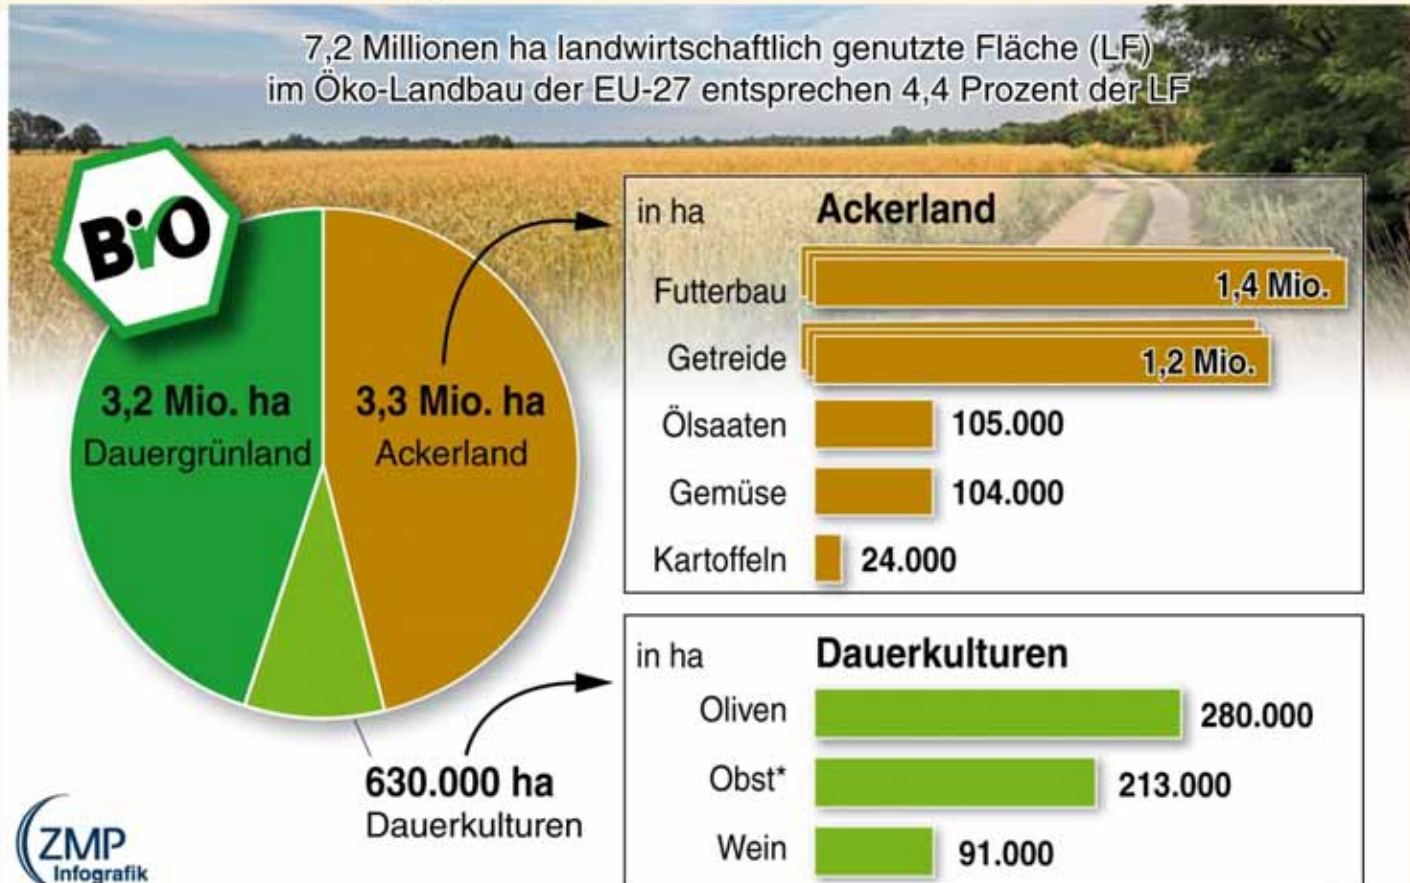 7,2 Millionen ha landwirtschaftlich genutzte Fläche (LF)
im Öko-Landbau der EU-27 entsprechen 4,4 Prozent der LF
Bio
3,2 Mio. ha
Dauergrünland
3,3 Mio. ha
Ackerland
630.000 ha
Dauerkulturen
in ha Ackerland
Futterbau 1,4 Mio.
Getreide 1,2 Mio.
Ölsaaten 105.000
Gemüse 104.000
Kartoffeln 24.000
in ha Dauerkulturen
Oliven 280.000
Obst* 213.000
Wein 91.000
ZMP
Infografik